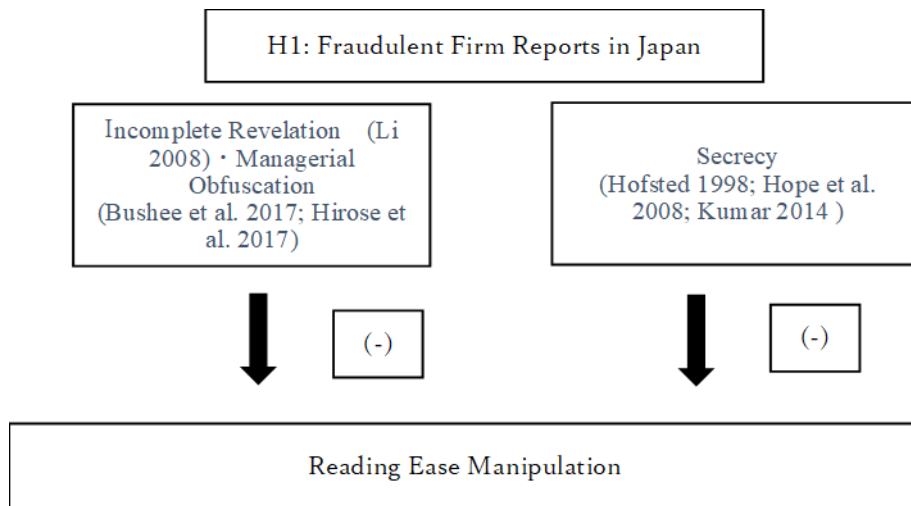 H1: Fraudulent Firm Reports in Japan
Incomplete Revelation (Li
2008)・Managerial
Obfuscation
(Bushee et al. 2017; Hirose et
al. 2017)
Secrecy
(Hofsted 1998; Hope et al.
2008; Kumar 2014 )
(-)
(-)
Reading Ease Manipulation